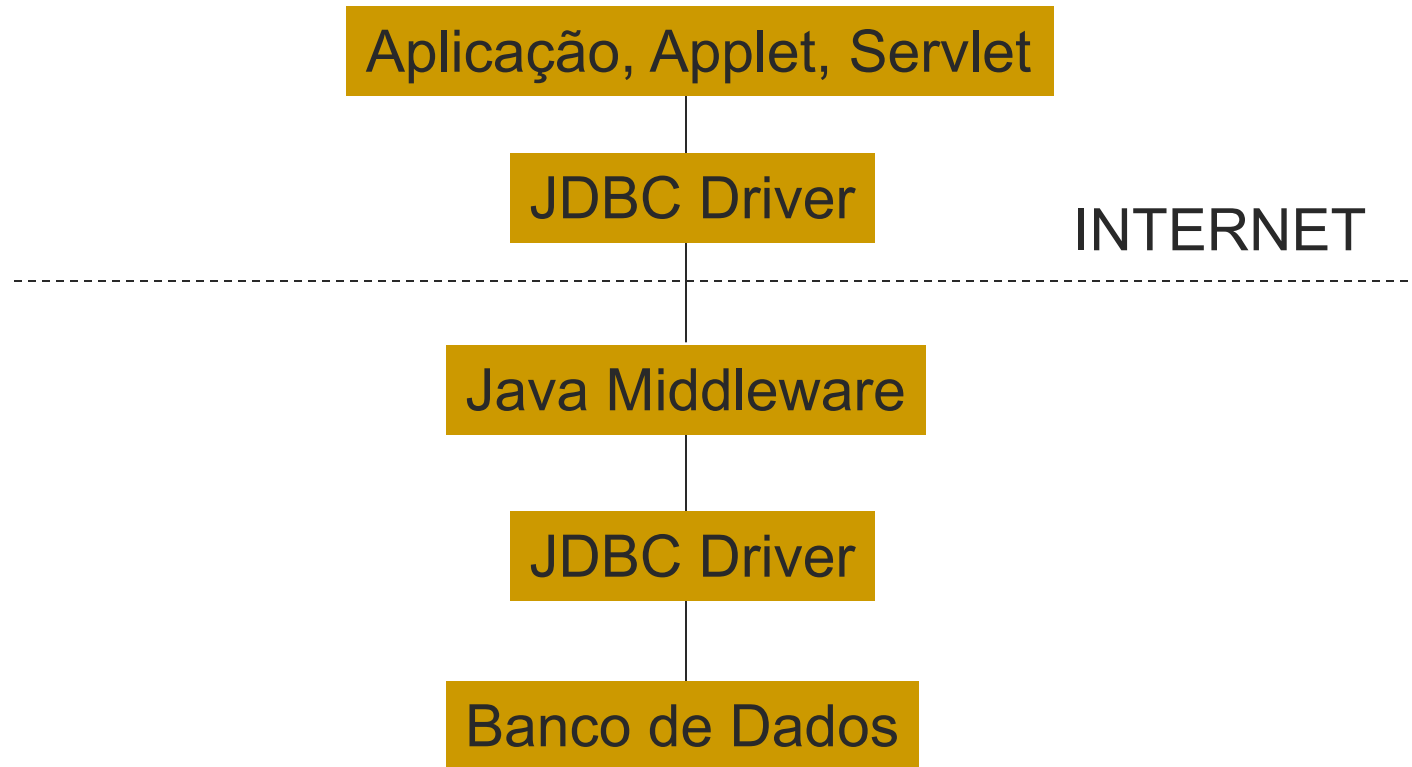 Aplicação, Applet, Servlet
JDBC Driver
INTERNET
Java Middleware
JDBC Driver
Banco de Dados